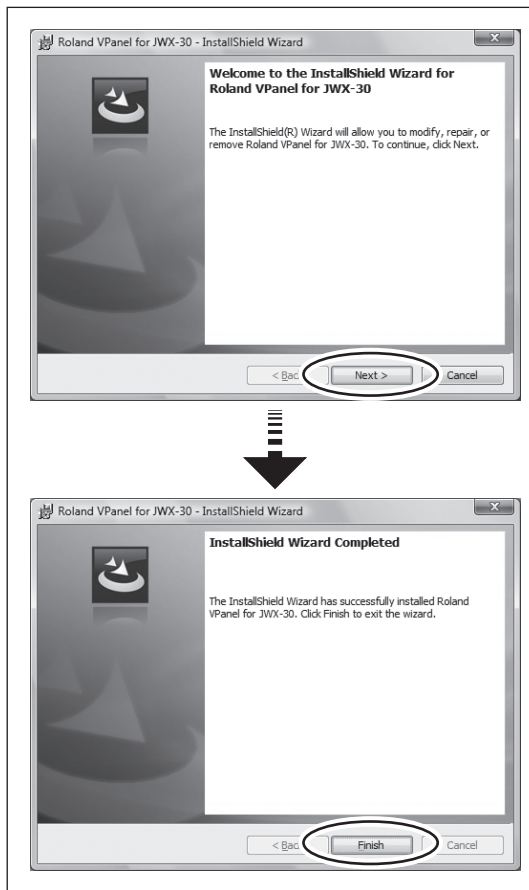 Roland VPanel for JWX-30 - InstallShield Wizard
Welcome to the InstallShield Wizard for
Roland VPanel for JWX-30
The InstallShield(R) Wizard will allow you to modify, repair, or
remove Roland VPanel for JWX-30. To continue, click Next.
< Bac Next > Cancel
Roland VPanel for JWX-30 - InstallShield Wizard
InstallShield Wizard Completed
The InstallShield Wizard has successfully installed Roland
VPanel for JWX-30. Click Finish to exit the wizard.
< Bac Finish Cancel